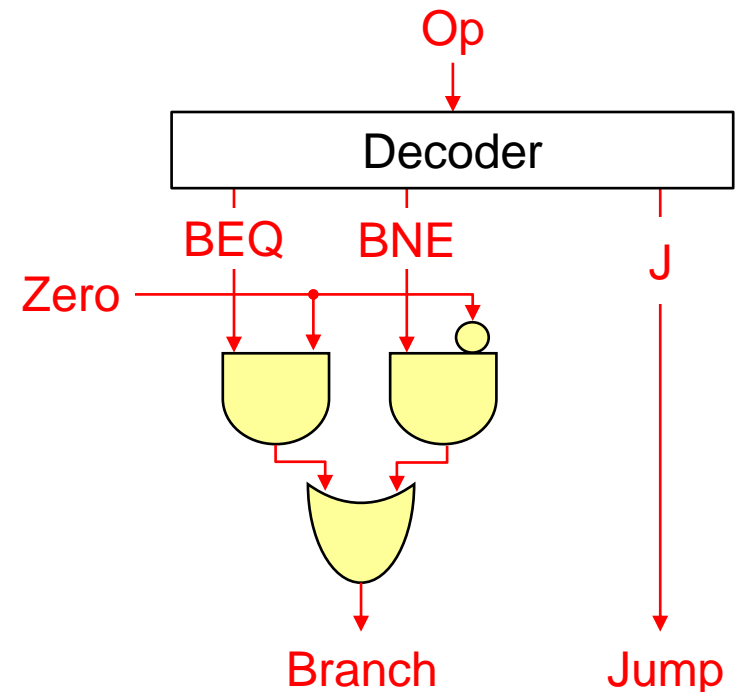 Op
Decoder
BEQ BNE
J
Zero
Branch Jump